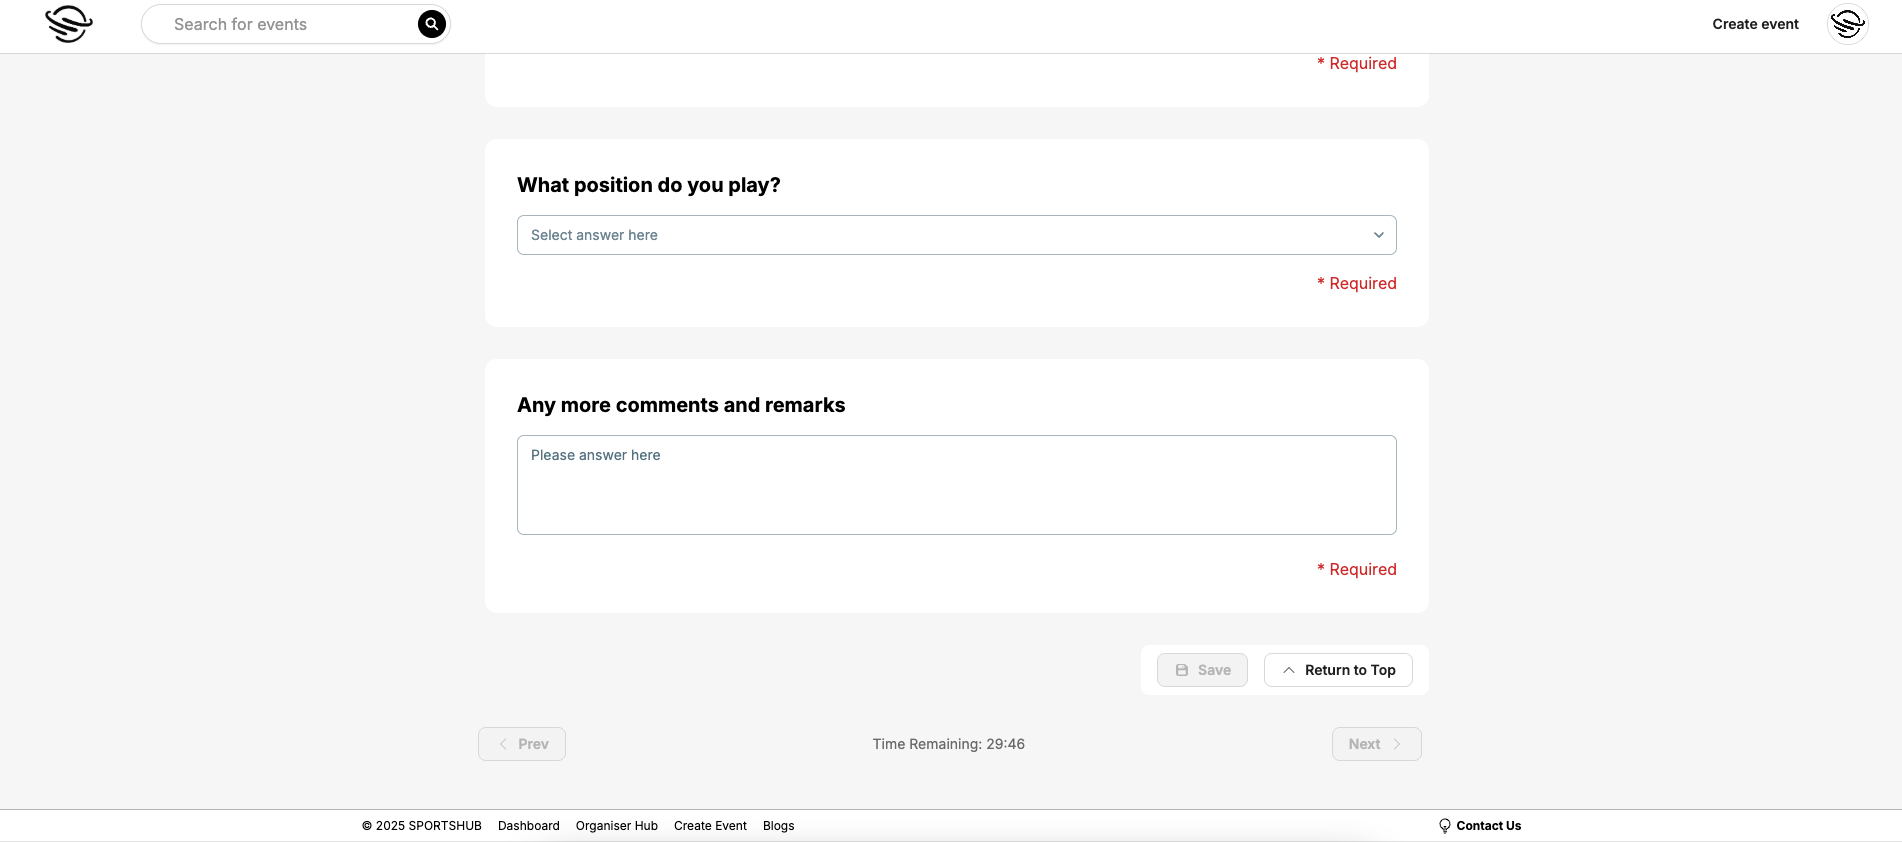 Search for events
Create event
* Required
What position do you play?
Select answer here
* Required
Any more comments and remarks
Please answer here
* Required
Save
Return to Top
Prev
Time Remaining: 29:46
Next
© 2025 SPORTSHUB Dashboard Organiser Hub Create Event Blogs
Contact Us